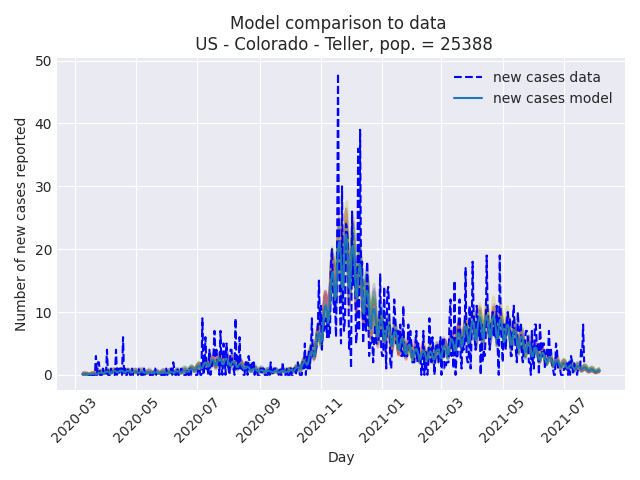 Model comparison to data
US - Colorado - Teller, pop. = 25388
new cases data
new cases model
Number of new cases reported
50
40
30
20
10
0
2020-03
2020-05
2020-07
2020-09
2020-11
2021-01
2021-03
2021-05
2021-07
Day